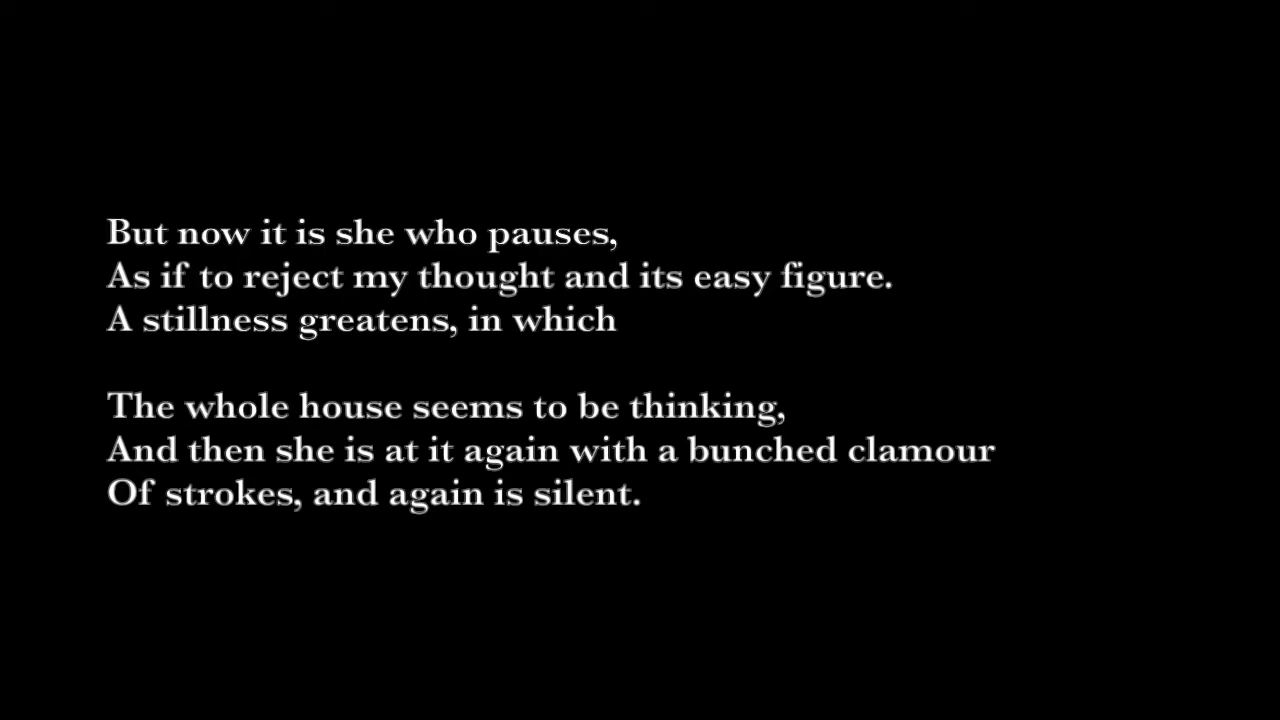 But now it is she who pauses,
As if to reject my thought and its easy figure.
A stillness greatens, in which
The whole house seems to be thinking,
And then she is at it again with a bunched clamour
Of strokes, and again is silent.